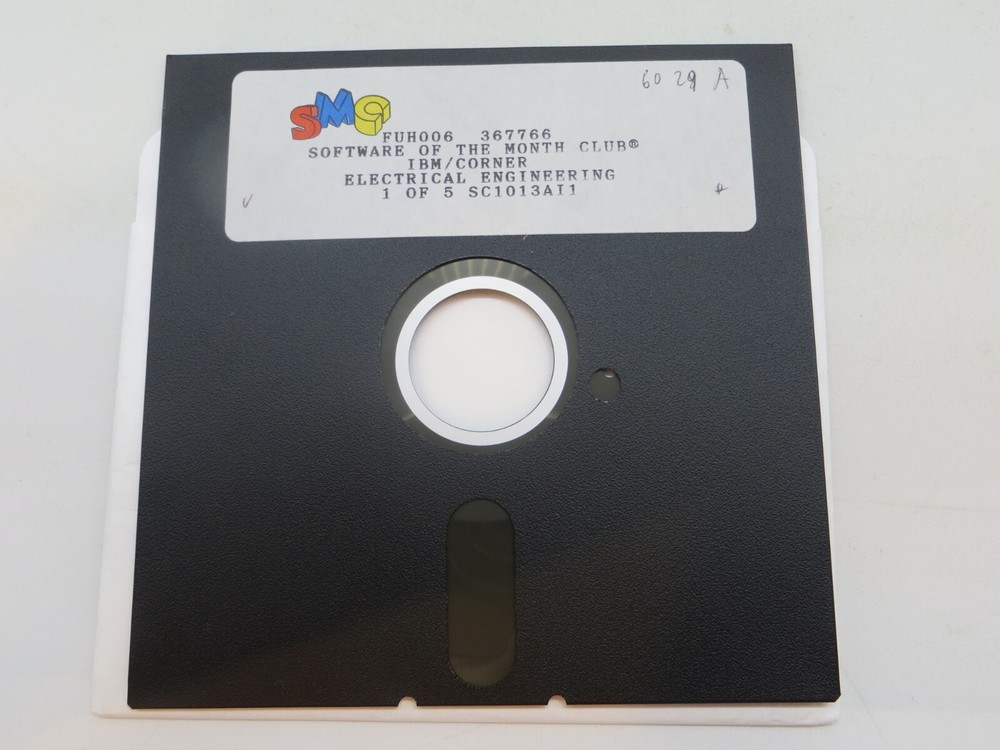 60 29 A
SMC
FUH006 367766
SOFTWARE OF THE MONTH CLUB®
IBM/CORNER
ELECTRICAL ENGINEERING
1 OF 5 SC1013AI1